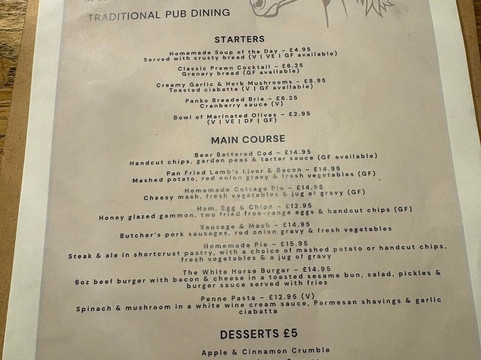 TRADITIONAL PUB DINING
STARTERS
Homemade Soup of the Day – £4.95
Served with crusty bread (V | VE | GF available)
Classic Prawn Cocktail – £6.25
Granary bread (GF available)
Creamy Garlic & Herb Mushrooms – £6.95
Toasted ciabatta (V | GF available)
Panko Breaded Brie – £6.25
Cranberry sauce (V)
Bowl of Marinated Olives – £2.95
(V | VE | DF | GF)
MAIN COURSE
Beer Battered Cod – £14.95
Handcut chips, garden peas & tarter sauce (GF available)
Pan Fried Lamb's Liver & Bacon – £14.95
Mashed potato, red onion gravy & fresh vegetables (GF)
Homemade Cottage Pie – £14.95
Cheesy mash, fresh vegetables & jug of gravy (GF)
Ham, Egg & Chips – £12.95
Honey glazed gammon, two fried free-range eggs & handcut chips (GF)
Sausage & Mash – £14.95
Butcher's pork sausages, red onion gravy & fresh vegetables
Homemade Pie – £15.95
Steak & ale in shortcrust pastry, with a choice of mashed potato or handcut chips,
fresh vegetables & a jug of gravy
The White Horse Burger – £14.95
6oz beef burger with bacon & cheese in a toasted sesame bun, salad, pickles &
burger sauce served with fries
Penne Pasta – £12.95 (V)
Spinach & mushroom in a white wine cream sauce, Parmesan shavings & garlic
ciabatta
DESSERTS £5
Apple & Cinnamon Crumble